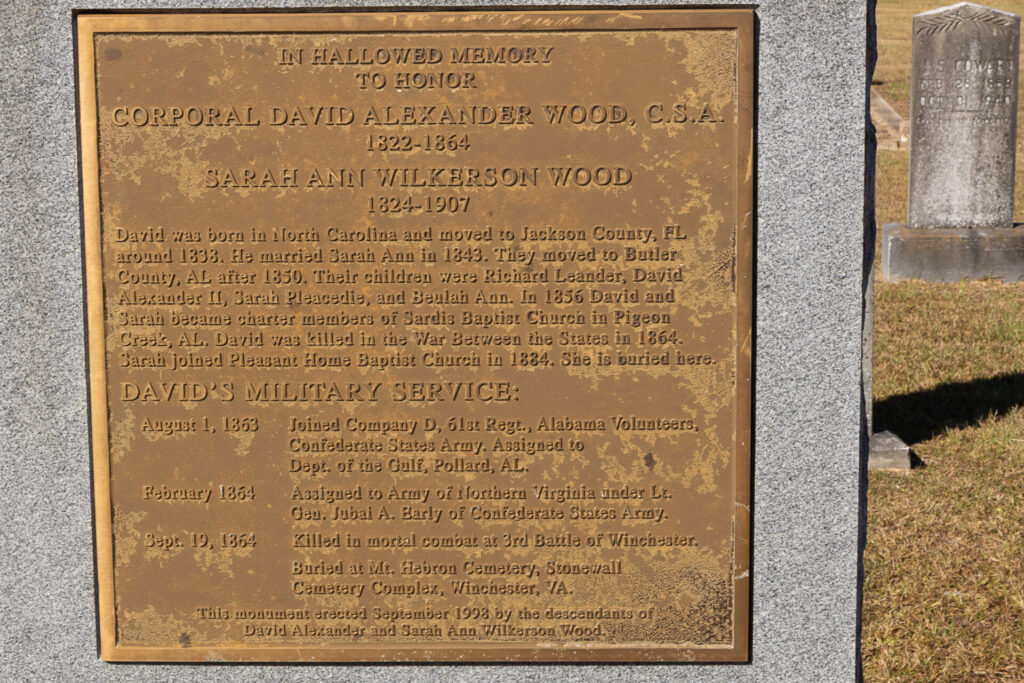 IN HALLOWED MEMORY
TO HONOR
CORPORAL DAVID ALEXANDER WOOD, C.S.A.
1822-1864
SARAH ANN WILKERSON WOOD
1824-1907
David was born in North Carolina and moved to Jackson County, FL
around 1838. He married Sarah Ann in 1843. They moved to Butler
County, AL after 1850. Their children were Richard Leander, David
Alexander II, Sarah Pleacedie, and Beulah Ann. In 1856 David and
Sarah became charter members of Sardis Baptist Church in Pigeon
Creek, AL. David was killed in the War Between the States in 1864.
Sarah joined Pleasant Home Baptist Church in 1884. She is buried here.
DAVID'S MILITARY SERVICE:
August 1, 1863 Joined Company D, 61st Regt., Alabama Volunteers,
Confederate States Army. Assigned to
Dept. of the Gulf, Pollard, AL.
February 1864 Assigned to Army of Northern Virginia under Lt.
Gen. Jubal A. Early of Confederate States Army.
Sept. 19, 1864 Killed in mortal combat at 3rd Battle of Winchester.
Buried at Mt. Hebron Cemetery, Stonewall
Cemetery Complex, Winchester, VA.
This monument erected September 1998 by the descendants of
David Alexander and Sarah Ann Wilkerson Wood.
COWART